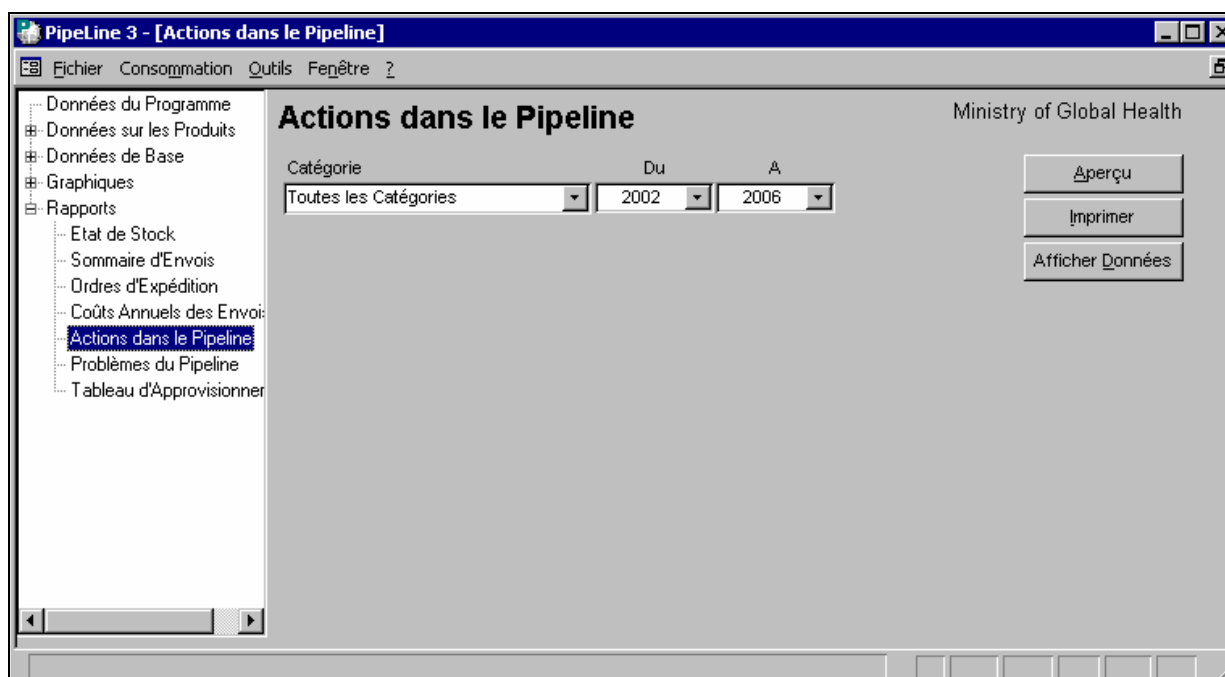 PipeLine 3 - [Actions dans le Pipeline]
Fichier Consommation Outils Fenêtre ?
Données du Programme
Données sur les Produits
Données de Base
Graphiques
Rapports
Etat de Stock
Sommaire d'Envois
Ordres d'Expédition
Coûts Annuels des Envoi
Actions dans le Pipeline
Problèmes du Pipeline
Tableau d'Approvisionner
Actions dans le Pipeline
Ministry of Global Health
Catégorie Du A
Toutes les Catégories 2002 2006
Aperçu
Imprimer
Afficher Données